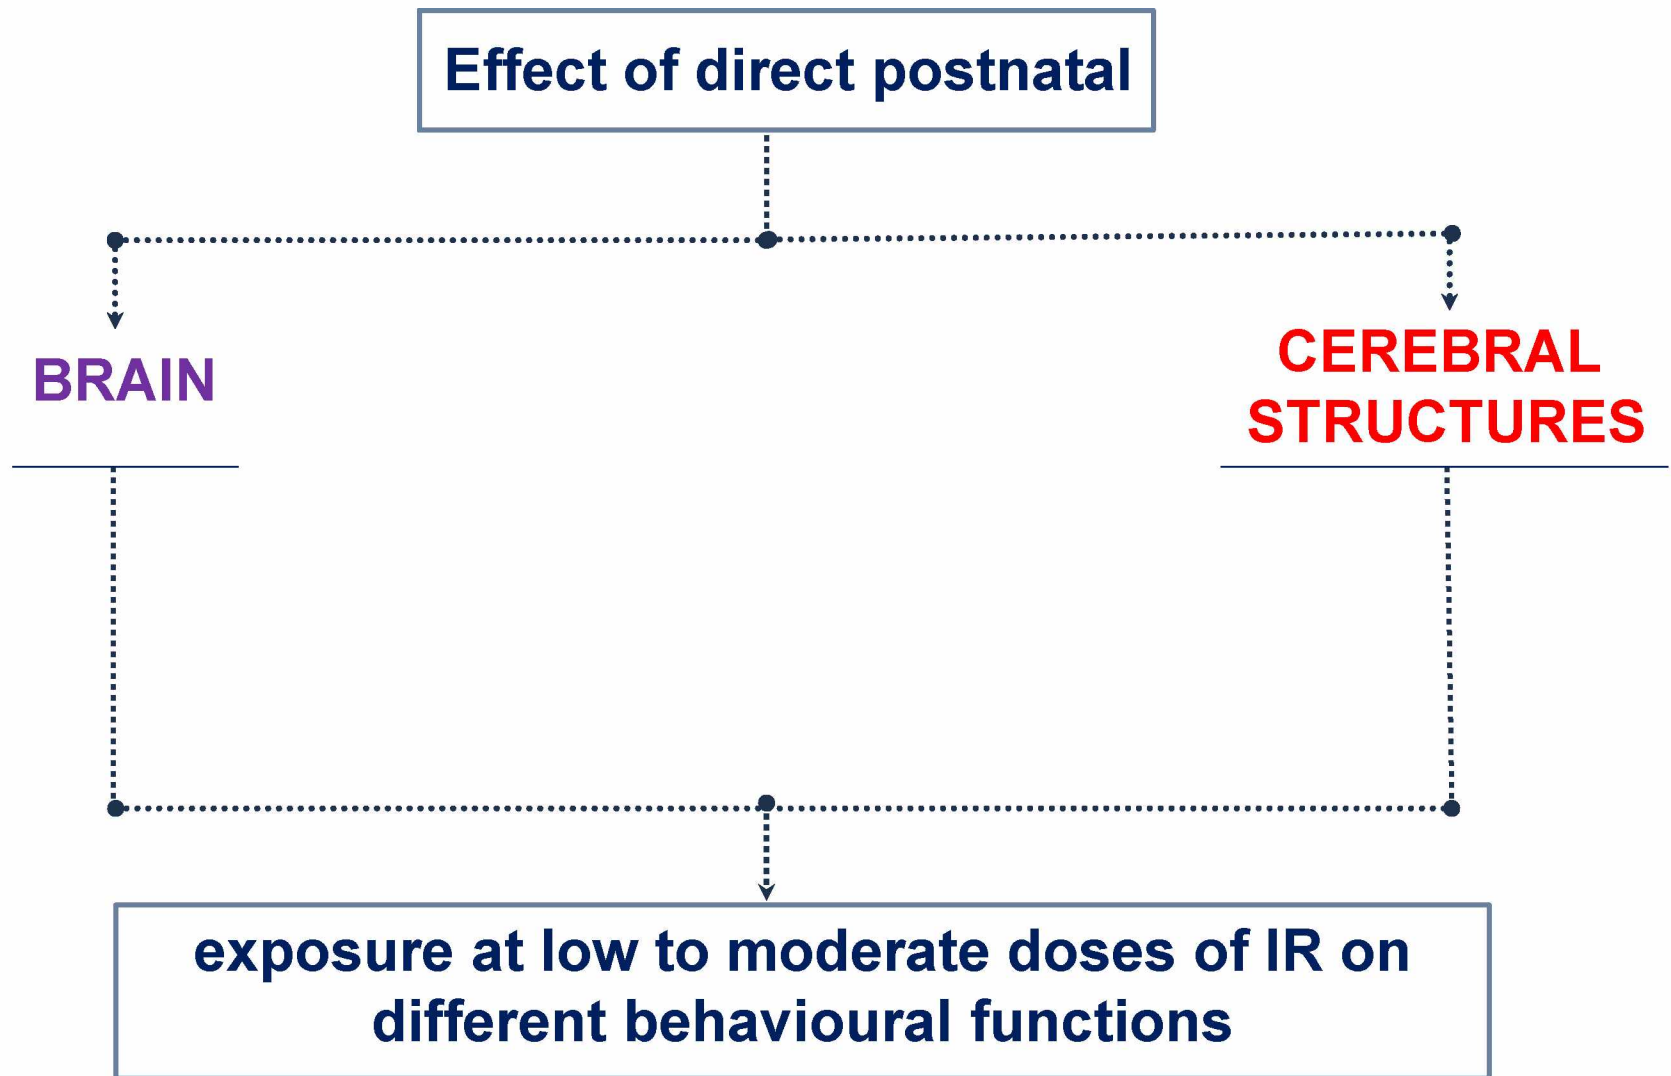 Effect of direct postnatal
BRAIN
CEREBRAL
STRUCTURES
exposure at low to moderate doses of IR on
different behavioural functions